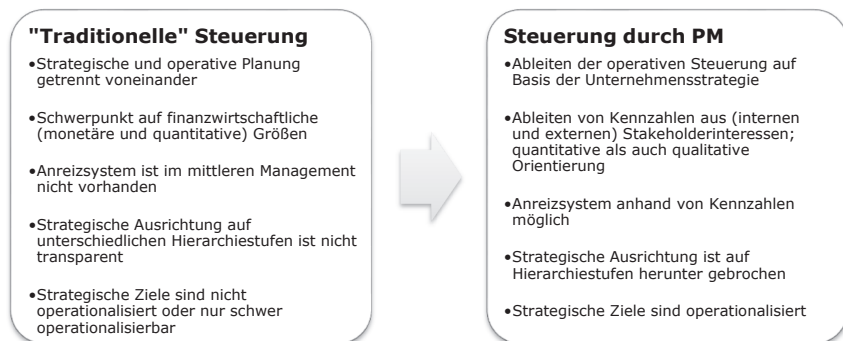 "Traditionelle" Steuerung
•Strategische und operative Planung
getrennt voneinander
•Schwerpunkt auf finanzwirtschaftliche
(monetäre und quantitative) Größen
•Anreizsystem ist im mittleren Management
nicht vorhanden
•Strategische Ausrichtung auf
unterschiedlichen Hierarchiestufen ist nicht
transparent
•Strategische Ziele sind nicht
operationalisiert oder nur schwer
operationalisierbar
Steuerung durch PM
•Ableiten der operativen Steuerung auf
Basis der Unternehmensstrategie
•Ableiten von Kennzahlen aus (internen
und externen) Stakeholderinteressen;
quantitative als auch qualitative
Orientierung
•Anreizsystem anhand von Kennzahlen
möglich
•Strategische Ausrichtung ist auf
Hierarchiestufen herunter gebrochen
•Strategische Ziele sind operationalisiert